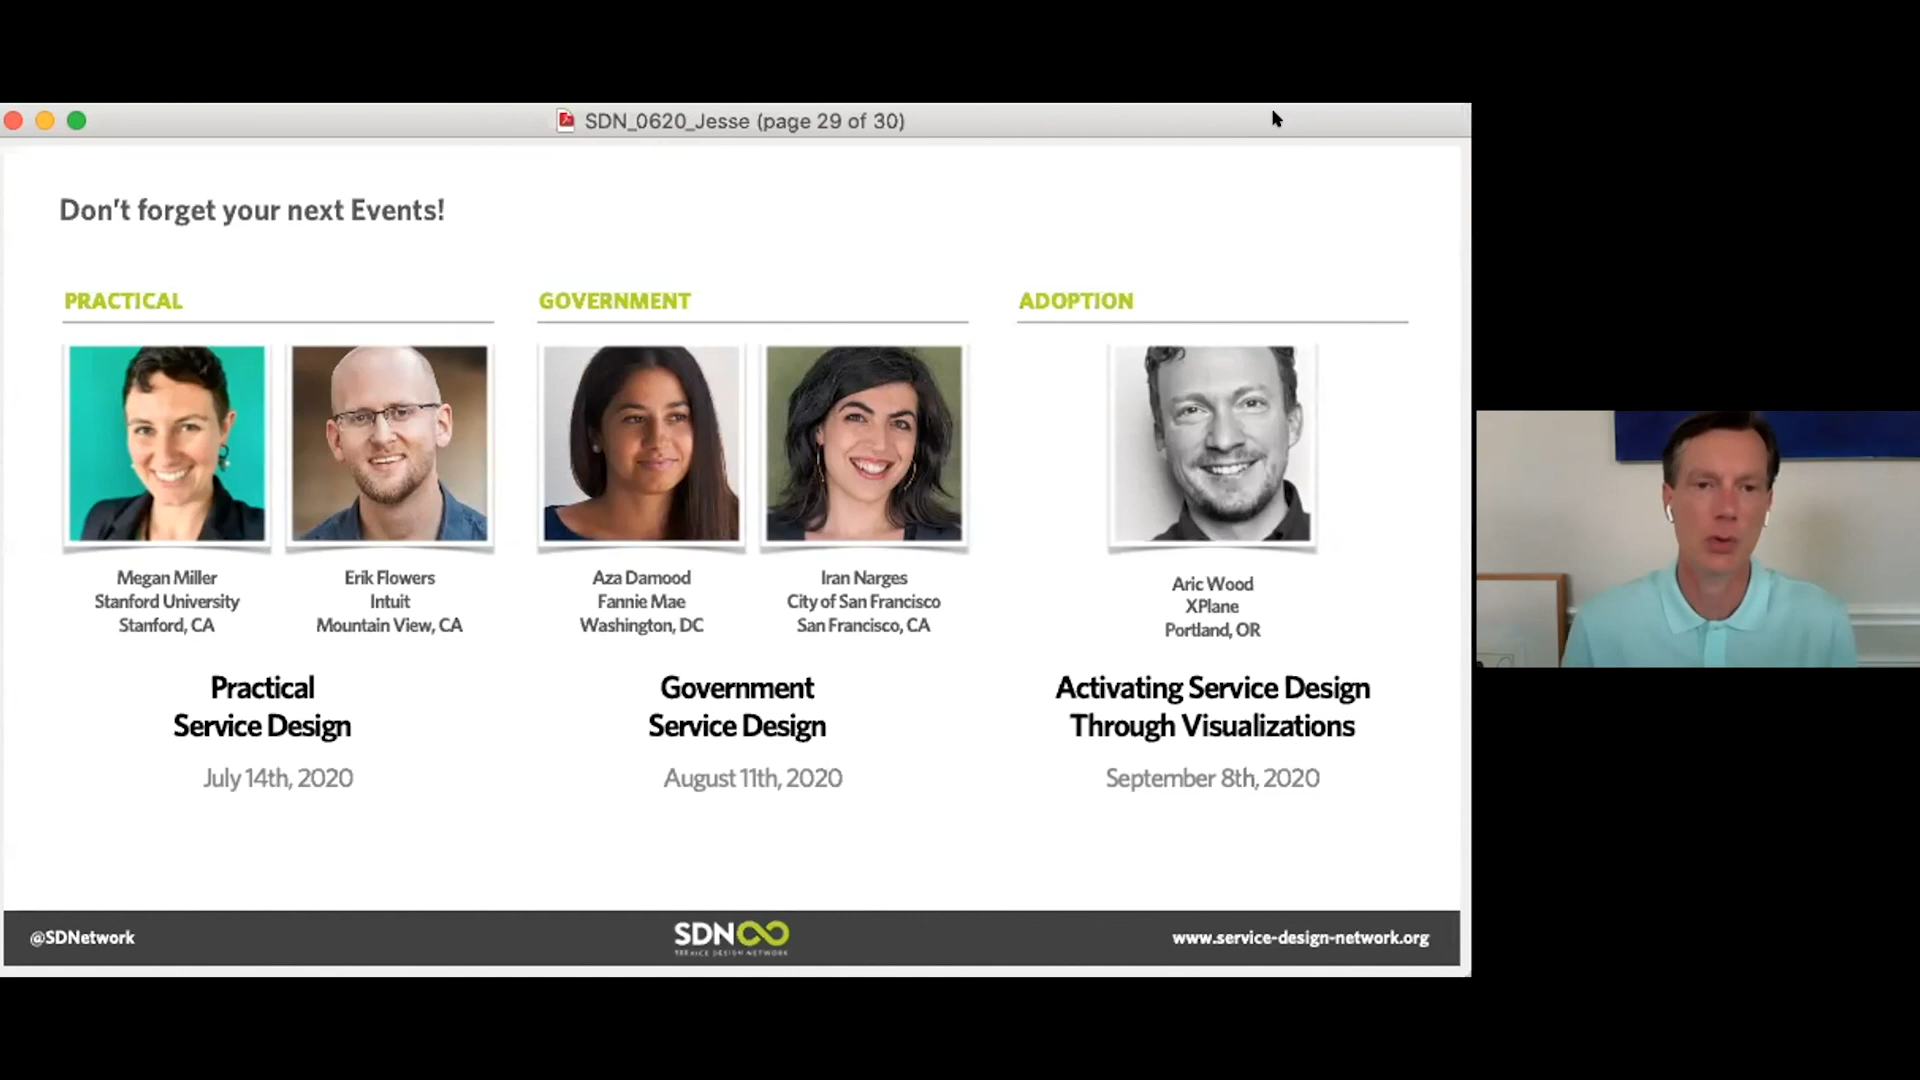 SDN_0620_Jesse (page 29 of 30)
Don't forget your next Events!
PRACTICAL
Megan Miller
Stanford University
Stanford, CA
Erik Flowers
Intuit
Mountain View, CA
Practical
Service Design
July 14th, 2020
GOVERNMENT
Aza Damood
Fannie Mae
Washington, DC
Iran Narges
City of San Francisco
San Francisco, CA
Government
Service Design
August 11th, 2020
ADOPTION
Aric Wood
XPlane
Portland, OR
Activating Service Design
Through Visualizations
September 8th, 2020
@SDNetwork
SDN
SERVICE DESIGN NETWORK
www.service-design-network.org